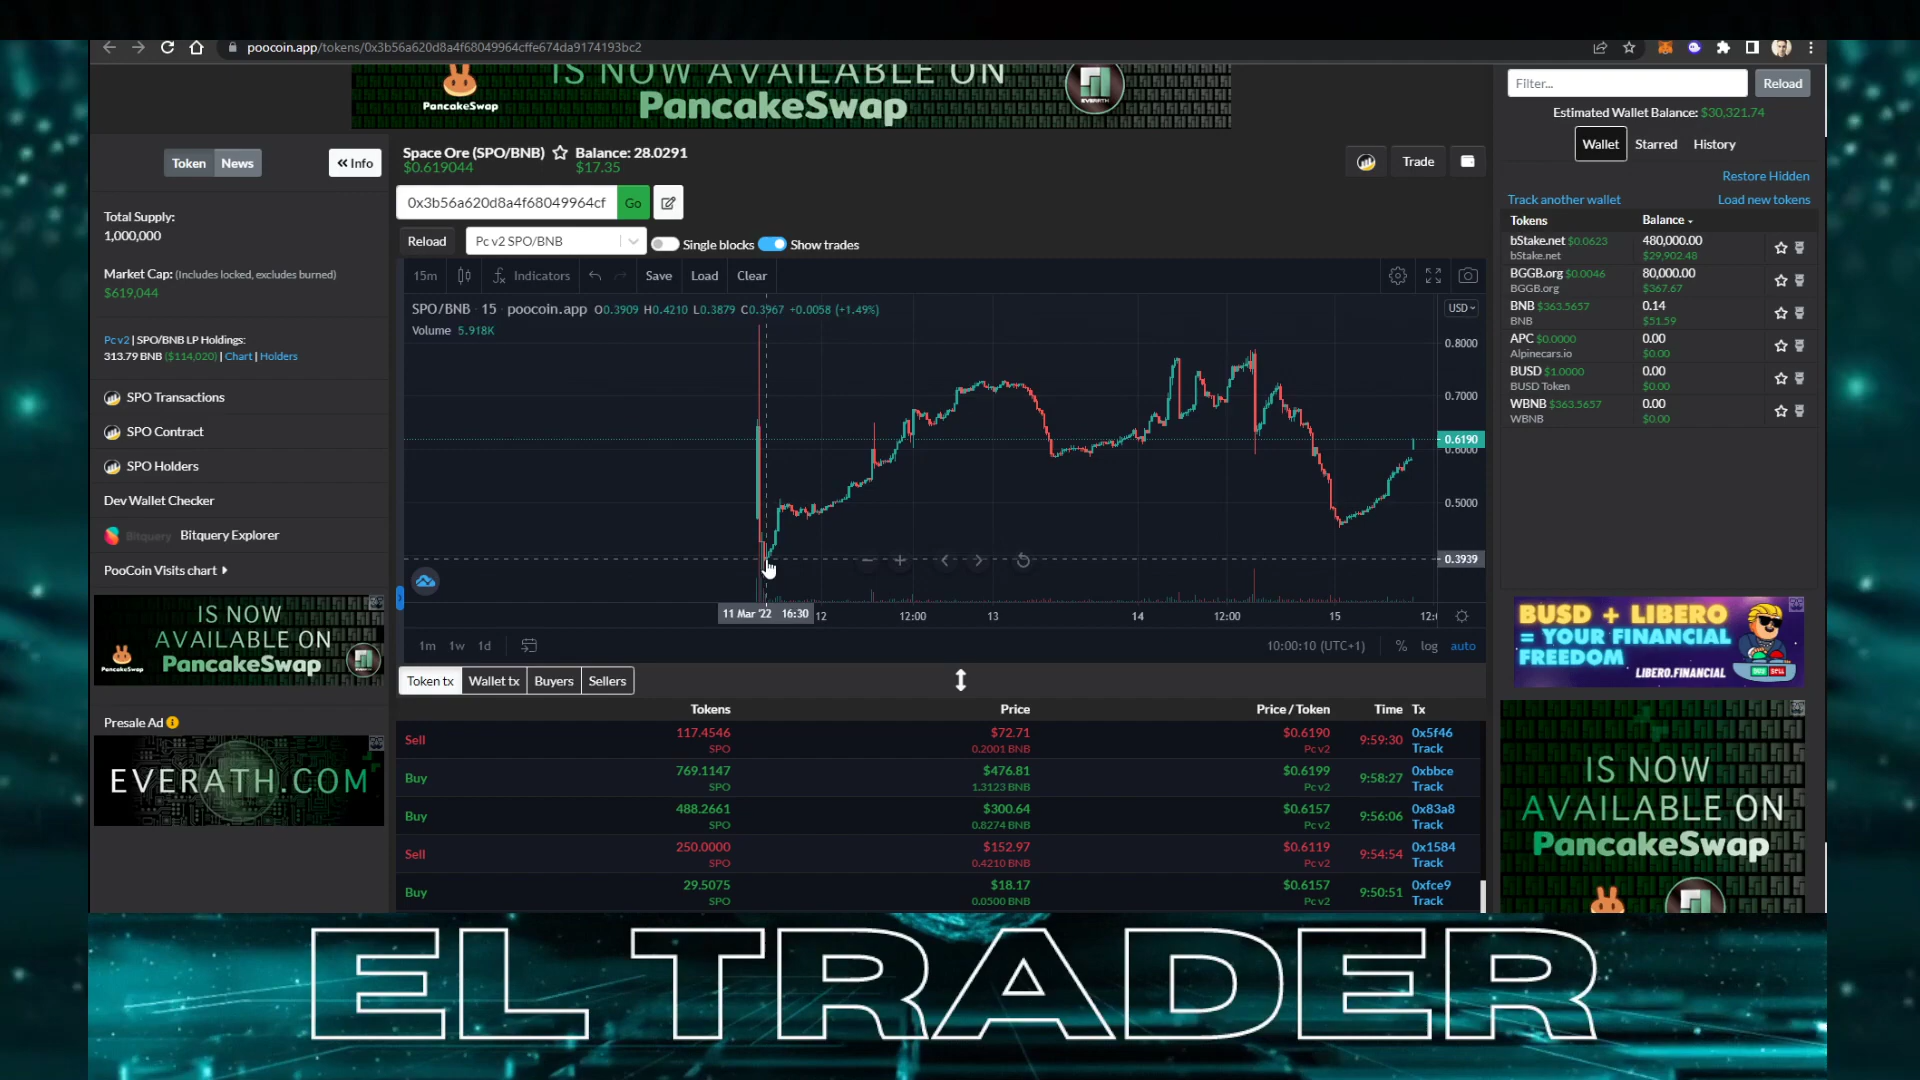 poocoin.app/tokens/0x3b56a620d8a4f68049964cffe674da9174193bc2
IS NOW AVAILABLE ON
PancakeSwap
PancakeSwap
EVERATH
Filter...
Reload
Estimated Wallet Balance: $30,321.74
Wallet Starred History
Restore Hidden
Track another wallet Load new tokens
Tokens Balance
bStake.net $0.0623 480,000.00
bStake.net $29,902.48
BGGB.org $0.0046 80,000.00
BGGB.org $367.67
BNB $363.5657 0.14
BNB $51.59
APC $0.0000 0.00
Alpinecars.io $0.00
BUSD $1.0000 0.00
BUSD Token $0.00
WBNB $363.5657 0.00
WBNB $0.00
Token News
Info
Total Supply:
1,000,000
Market Cap: (Includes locked, excludes burned)
$619,044
Pc v2 | SPO/BNB LP Holdings:
313.79 BNB ($114,020) | Chart | Holders
SPO Transactions
SPO Contract
SPO Holders
Dev Wallet Checker
Bitquery Bitquery Explorer
PooCoin Visits chart
IS NOW
AVAILABLE ON
PancakeSwap
PancakeSwap
Presale Ad
EVERATH.COM
Space Ore (SPO/BNB) Balance: 28.0291
$0.619044 $17.35
Trade
0x3b56a620d8a4f68049964cf Go
Reload Pc v2 SPO/BNB Single blocks Show trades
15m Indicators Save Load Clear
SPO/BNB · 15 · poocoin.app O0.3909 H0.4210 L0.3879 C0.3967 +0.0058 (+1.49%)
Volume 5.918K
USD
0.8000
0.7000
0.6190
0.6000
0.5000
0.3939
11 Mar '22 16:30 12 12:00 13 14 12:00 15 12:0
1m 1w 1d 10:00:10 (UTC+1) % log auto
Token tx Wallet tx Buyers Sellers
Tokens Price Price / Token Time Tx
Sell 117.4546 $72.71 $0.6190 9:59:30 0x5f46
SPO 0.2001 BNB Pc v2 Track
Buy 769.1147 $476.81 $0.6199 9:58:27 0xbbce
SPO 1.3123 BNB Pc v2 Track
Buy 488.2661 $300.64 $0.6157 9:56:06 0x83a8
SPO 0.8274 BNB Pc v2 Track
Sell 250.0000 $152.97 $0.6119 9:54:54 0x1584
SPO 0.4210 BNB Pc v2 Track
Buy 29.5075 $18.17 $0.6157 9:50:51 0xfce9
SPO 0.0500 BNB Pc v2 Track
BUSD + LIBERO
= YOUR FINANCIAL
FREEDOM
LIBERO.FINANCIAL
BUY SELL
IS NOW
AVAILABLE ON
PancakeSwap
EL TRADER